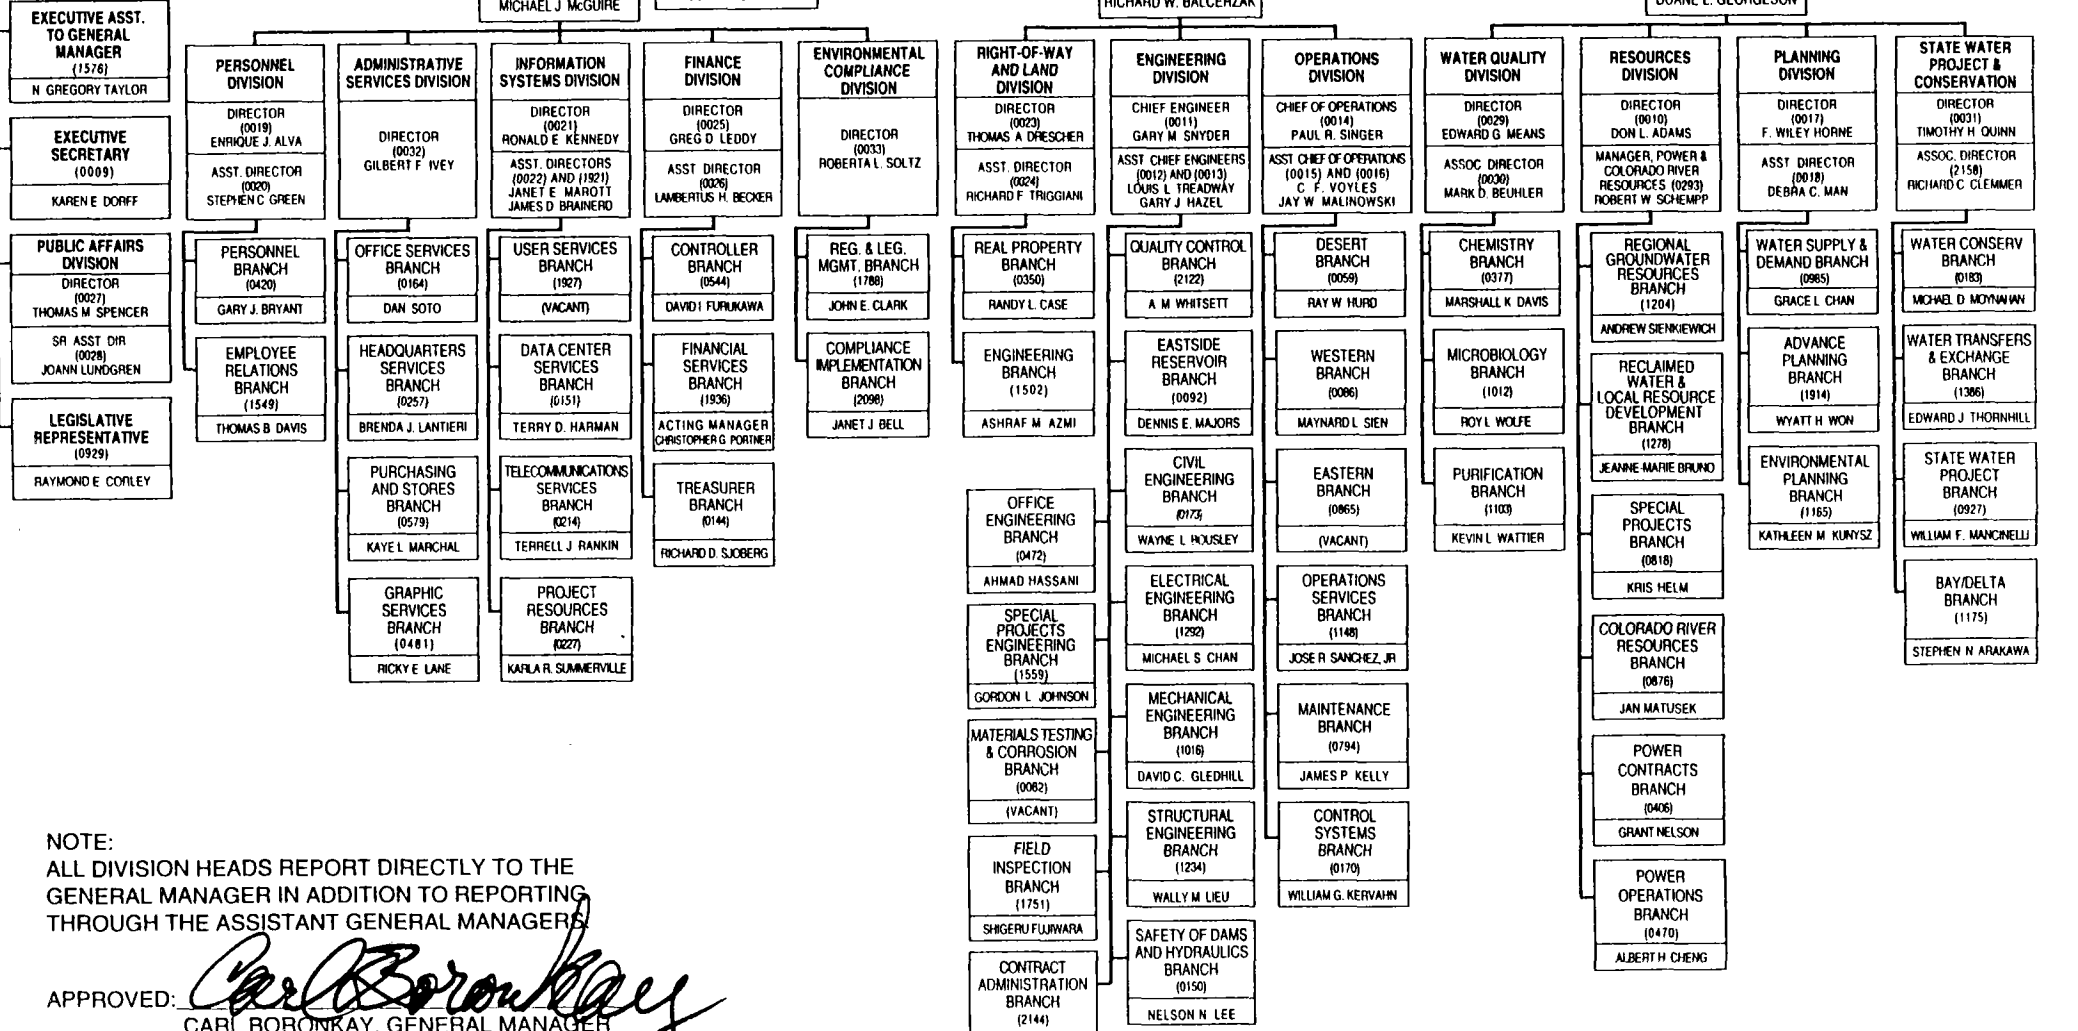 MICHAEL J McGUIRE
RICHARD W. BALCERZAK
DUANE L. GEORGESON
EXECUTIVE ASST.
TO GENERAL
MANAGER
(1576)
N GREGORY TAYLOR
EXECUTIVE
SECRETARY
(0009)
KAREN E DORFF
PUBLIC AFFAIRS
DIVISION
DIRECTOR
(0027)
THOMAS M SPENCER
SR ASST DIR
(0028)
JOANN LUNDGREN
LEGISLATIVE
REPRESENTATIVE
(0929)
RAYMOND E CORLEY
PERSONNEL
DIVISION
DIRECTOR
(0019)
ENRIQUE J. ALVA
ASST. DIRECTOR
(0020)
STEPHEN C GREEN
PERSONNEL
BRANCH
(0420)
GARY J. BRYANT
EMPLOYEE
RELATIONS
BRANCH
(1549)
THOMAS B DAVIS
ADMINISTRATIVE
SERVICES DIVISION
DIRECTOR
(0032)
GILBERT F IVEY
OFFICE SERVICES
BRANCH
(0164)
DAN SOTO
HEADQUARTERS
SERVICES
BRANCH
(0257)
BRENDA J. LANTIERI
PURCHASING
AND STORES
BRANCH
(0579)
KAYE L MARCHAL
GRAPHIC
SERVICES
BRANCH
(0481)
RICKY E LANE
INFORMATION
SYSTEMS DIVISION
DIRECTOR
(0021)
RONALD E KENNEDY
ASST. DIRECTORS
(0022) AND (1921)
JANET E MAROTT
JAMES D BRAINERD
USER SERVICES
BRANCH
(1927)
(VACANT)
DATA CENTER
SERVICES
BRANCH
(0151)
TERRY D. HARMAN
TELECOMMUNICATIONS
SERVICES
BRANCH
(0214)
TERRELL J RANKIN
PROJECT
RESOURCES
BRANCH
(0227)
KARLA R. SUMMERVILLE
FINANCE
DIVISION
DIRECTOR
(0025)
GREG D LEDDY
ASST DIRECTOR
(0026)
LAMBERTUS H. BECKER
CONTROLLER
BRANCH
(0544)
DAVID I FURUKAWA
FINANCIAL
SERVICES
BRANCH
(1936)
ACTING MANAGER
CHRISTOPHER G PORTNER
TREASURER
BRANCH
(0144)
RICHARD D. SJOBERG
ENVIRONMENTAL
COMPLIANCE
DIVISION
DIRECTOR
(0033)
ROBERTA L. SOLTZ
REG. & LEG.
MGMT. BRANCH
(1788)
JOHN E. CLARK
COMPLIANCE
IMPLEMENTATION
BRANCH
(2098)
JANET J BELL
RIGHT-OF-WAY
AND LAND
DIVISION
DIRECTOR
(0023)
THOMAS A DRESCHER
ASST. DIRECTOR
(0024)
RICHARD F TRIGGIANI
REAL PROPERTY
BRANCH
(0350)
RANDY L. CASE
ENGINEERING
BRANCH
(1502)
ASHRAF M AZMI
ENGINEERING
DIVISION
CHIEF ENGINEER
(0011)
GARY M SNYDER
ASST CHIEF ENGINEERS
(0012) AND (0013)
LOUIS L TREADWAY
GARY J HAZEL
OFFICE
ENGINEERING
BRANCH
(0472)
AHMAD HASSANI
SPECIAL
PROJECTS
ENGINEERING
BRANCH
(1559)
GORDON L JOHNSON
MATERIALS TESTING
& CORROSION
BRANCH
(0062)
(VACANT)
FIELD
INSPECTION
BRANCH
(1751)
SHIGERU FUJIWARA
CONTRACT
ADMINISTRATION
BRANCH
(2144)
QUALITY CONTROL
BRANCH
(2122)
A M WHITSETT
EASTSIDE
RESERVOIR
BRANCH
(0092)
DENNIS E. MAJORS
CIVIL
ENGINEERING
BRANCH
(0173)
WAYNE L HOUSLEY
ELECTRICAL
ENGINEERING
BRANCH
(1292)
MICHAEL S CHAN
MECHANICAL
ENGINEERING
BRANCH
(1016)
DAVID C. GLEDHILL
STRUCTURAL
ENGINEERING
BRANCH
(1234)
WALLY M LIEU
SAFETY OF DAMS
AND HYDRAULICS
BRANCH
(0150)
NELSON N LEE
OPERATIONS
DIVISION
CHIEF OF OPERATIONS
(0014)
PAUL R. SINGER
ASST CHIEF OF OPERATIONS
(0015) AND (0016)
C F. VOYLES
JAY W MALINOWSKI
DESERT
BRANCH
(0059)
RAY W HURD
WESTERN
BRANCH
(0086)
MAYNARD L SIEN
EASTERN
BRANCH
(0865)
(VACANT)
OPERATIONS
SERVICES
BRANCH
(1148)
JOSE R SANCHEZ, JR
MAINTENANCE
BRANCH
(0794)
JAMES P KELLY
CONTROL
SYSTEMS
BRANCH
(0170)
WILLIAM G. KERVAHN
WATER QUALITY
DIVISION
DIRECTOR
(0029)
EDWARD G MEANS
ASSOC DIRECTOR
(0030)
MARK D. BEUHLER
CHEMISTRY
BRANCH
(0377)
MARSHALL K DAVIS
MICROBIOLOGY
BRANCH
(1012)
ROY L WOLFE
PURIFICATION
BRANCH
(1103)
KEVIN L WATTIER
RESOURCES
DIVISION
DIRECTOR
(0010)
DON L. ADAMS
MANAGER, POWER &
COLORADO RIVER
RESOURCES (0293)
ROBERT W SCHEMPP
REGIONAL
GROUNDWATER
RESOURCES
BRANCH
(1204)
ANDREW SIENKIEWICH
RECLAIMED
WATER &
LOCAL RESOURCE
DEVELOPMENT
BRANCH
(1278)
JEANNE-MARIE BRUNO
SPECIAL
PROJECTS
BRANCH
(0818)
KRIS HELM
COLORADO RIVER
RESOURCES
BRANCH
(0876)
JAN MATUSEK
POWER
CONTRACTS
BRANCH
(0406)
GRANT NELSON
POWER
OPERATIONS
BRANCH
(0470)
ALBERT H CHENG
PLANNING
DIVISION
DIRECTOR
(0017)
F. WILEY HORNE
ASST DIRECTOR
(0018)
DEBRA C. MAN
WATER SUPPLY &
DEMAND BRANCH
(0985)
GRACE L CHAN
ADVANCE
PLANNING
BRANCH
(1914)
WYATT H WON
ENVIRONMENTAL
PLANNING
BRANCH
(1165)
KATHLEEN M KUNYSZ
STATE WATER
PROJECT &
CONSERVATION
DIRECTOR
(0031)
TIMOTHY H QUINN
ASSOC. DIRECTOR
(2158)
RICHARD C CLEMMER
WATER CONSERV
BRANCH
(0183)
MICHAEL D MOYNAHAN
WATER TRANSFERS
& EXCHANGE
BRANCH
(1386)
EDWARD J THORNHILL
STATE WATER
PROJECT
BRANCH
(0927)
WILLIAM F. MANCINELLI
BAY/DELTA
BRANCH
(1175)
STEPHEN N ARAKAWA
NOTE:
ALL DIVISION HEADS REPORT DIRECTLY TO THE
GENERAL MANAGER IN ADDITION TO REPORTING
THROUGH THE ASSISTANT GENERAL MANAGERS
APPROVED: Carl Boronkay
CARL BORONKAY, GENERAL MANAGER